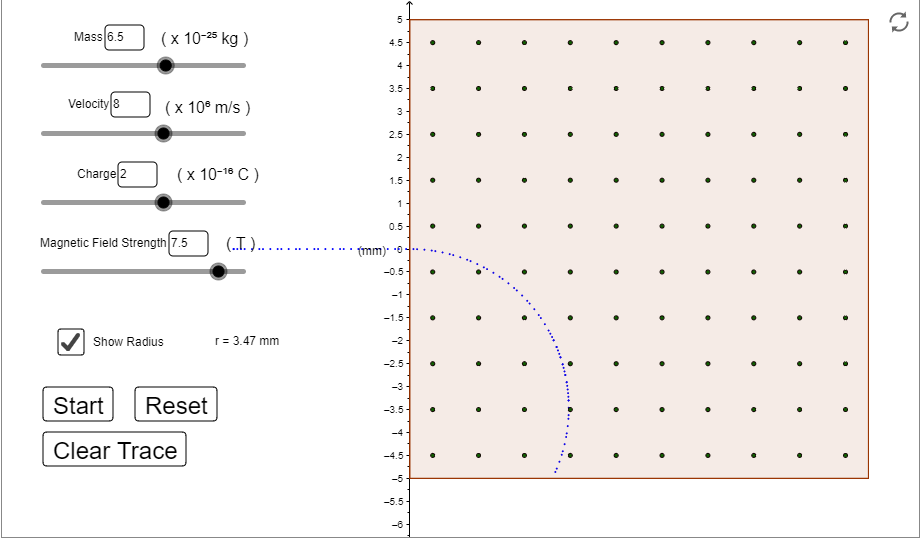 Mass 6.5 ( x 10⁻²⁵ kg )
Velocity 8 ( x 10⁶ m/s )
Charge 2 ( x 10⁻¹⁶ C )
Magnetic Field Strength 7.5 ( T )
Show Radius r = 3.47 mm
Start Reset
Clear Trace
5
4.5
4
3.5
3
2.5
2
1.5
1
0.5
(mm) 0
−0.5
−1
−1.5
−2
−2.5
−3
−3.5
−4
−4.5
−5
−5.5
−6